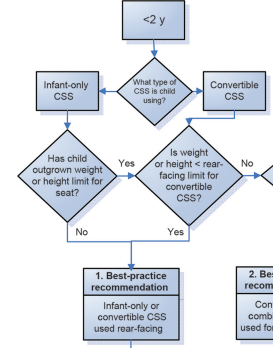 <2 y
What type of
CSS is child
using?
Infant-only
CSS
Convertible
CSS
Has child
outgrown weight
or height limit for
seat?
Yes
Is weight
or height < rear-
facing limit for
convertible
CSS?
No
No
Yes
1. Best-practice
recommendation
Infant-only or
convertible CSS
used rear-facing
2.